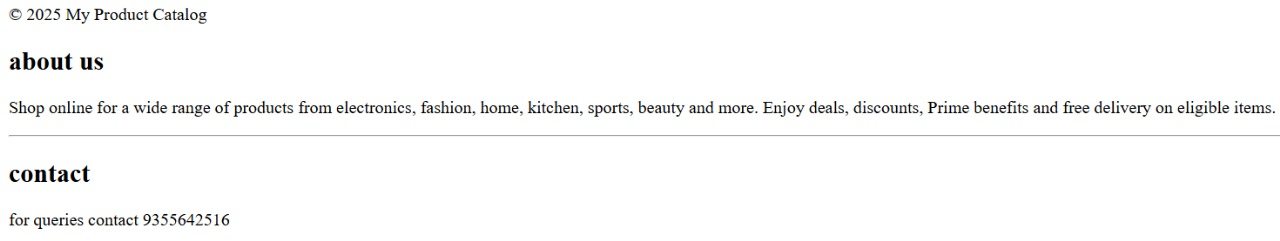 © 2025 My Product Catalog
about us
Shop online for a wide range of products from electronics, fashion, home, kitchen, sports, beauty and more. Enjoy deals, discounts, Prime benefits and free delivery on eligible items.
contact
for queries contact 9355642516